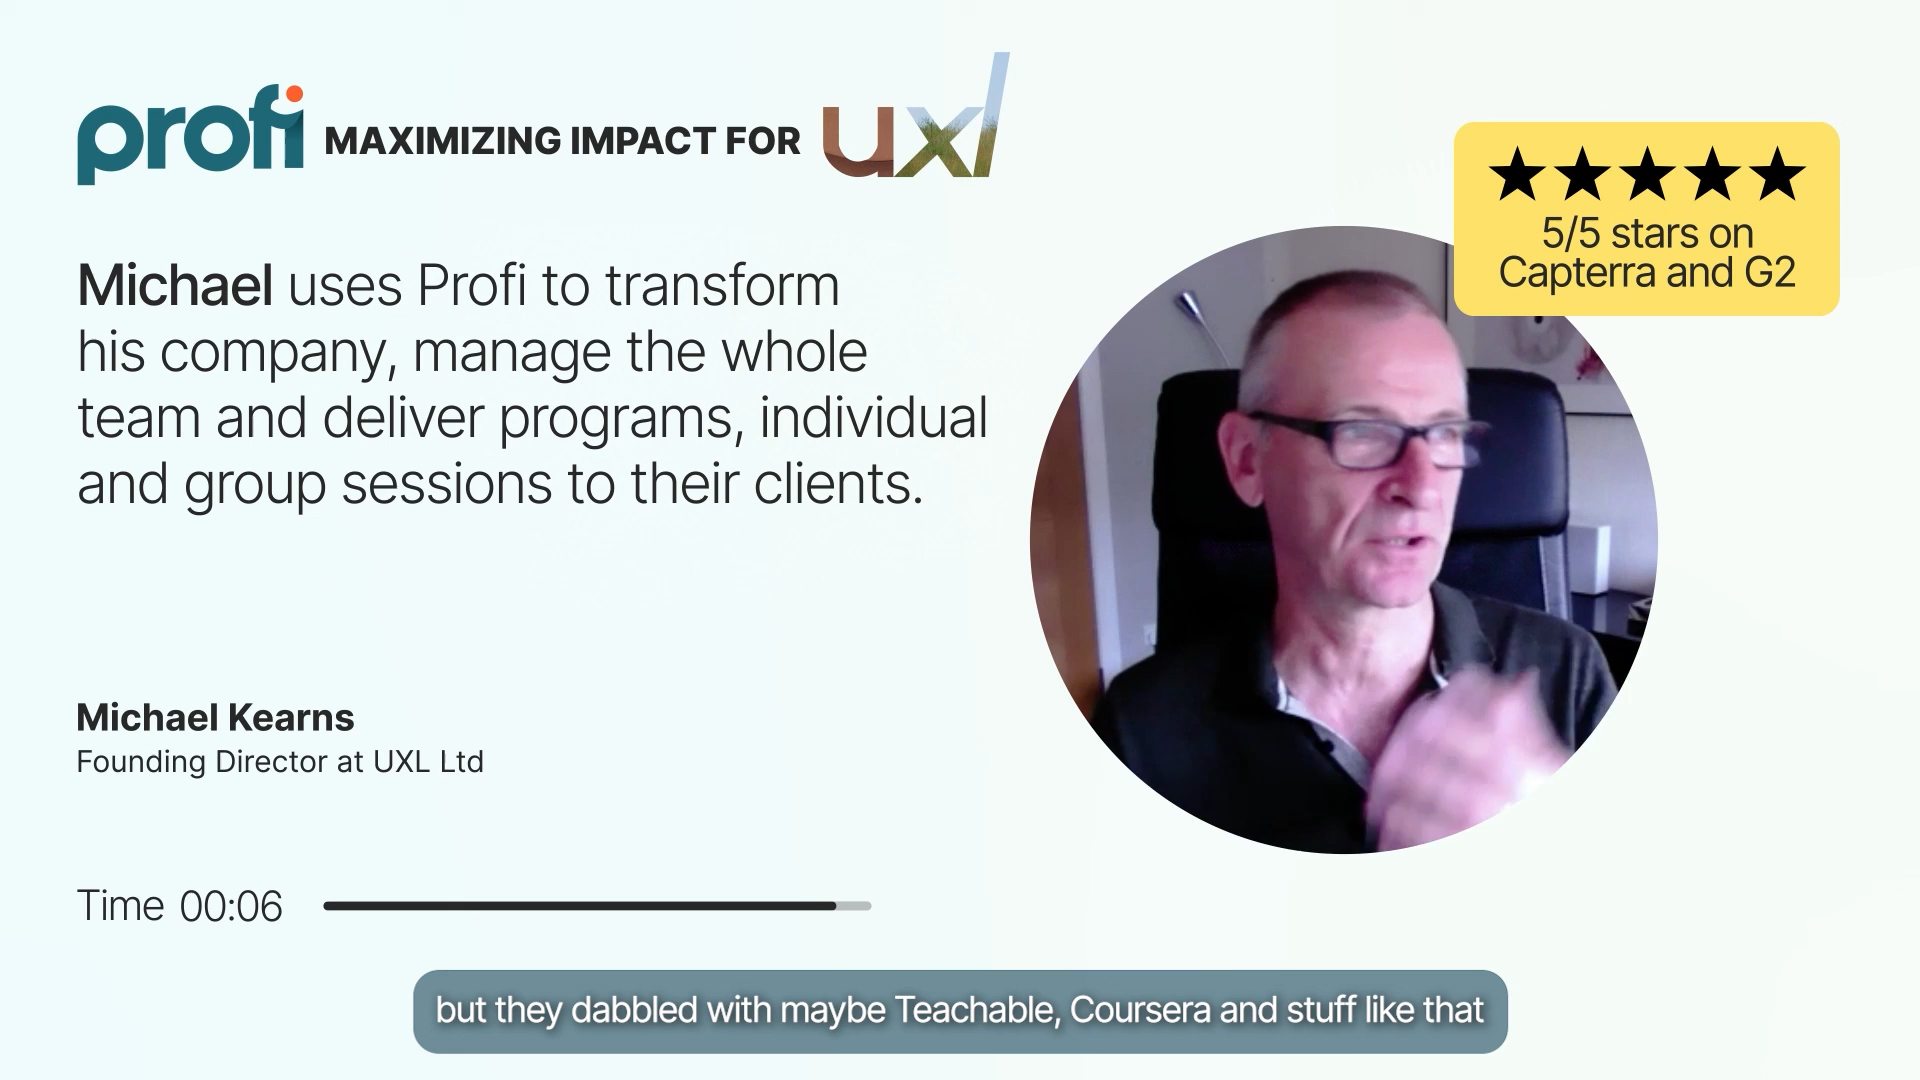 profi MAXIMIZING IMPACT FOR uxl
5/5 stars on
Capterra and G2
Michael uses Profi to transform
his company, manage the whole
team and deliver programs, individual
and group sessions to their clients.
Michael Kearns
Founding Director at UXL Ltd
Time 00:06
but they dabbled with maybe Teachable, Coursera and stuff like that